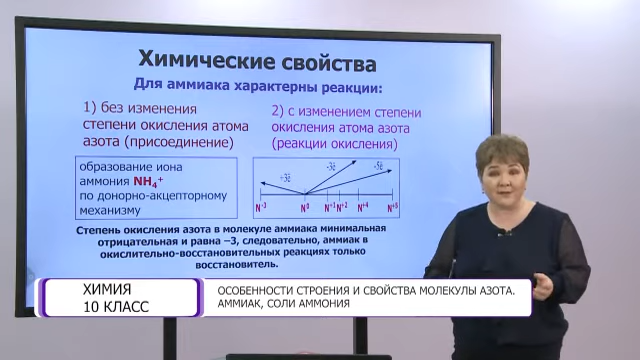 Химические свойства
Для аммиака характерны реакции:
1) без изменения
степени окисления атома
азота (присоединение)
2) с изменением степени
окисления атома азота
(реакции окисления)
образование иона
аммония NH₄⁺
по донорно-акцепторному
механизму
+3ē -3ē -5ē
N⁻³ N⁰ N⁺¹ N⁺² N⁺⁴ N⁺⁵
Степень окисления азота в молекуле аммиака минимальная
отрицательная и равна –3, следовательно, аммиак в
окислительно-восстановительных реакциях только
восстановитель.
ХИМИЯ
10 КЛАСС
ОСОБЕННОСТИ СТРОЕНИЯ И СВОЙСТВА МОЛЕКУЛЫ АЗОТА.
АММИАК, СОЛИ АММОНИЯ